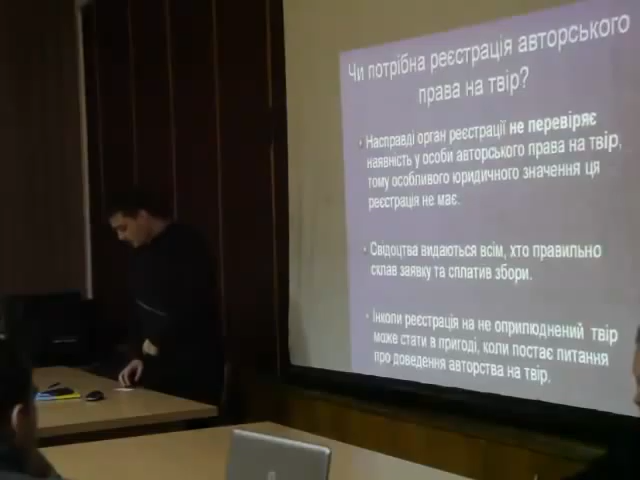 Чи потрібна реєстрація авторського
права на твір?
Насправді орган реєстрації не перевіряє
наявність у особи авторського права на твір,
тому особливого юридичного значення ця
реєстрація не має.
Свідоцтва видаються всім, хто правильно
склав заявку та сплатив збори.
Інколи реєстрація на не оприлюднений твір
може стати в пригоді, коли постає питання
про доведення авторства на твір.